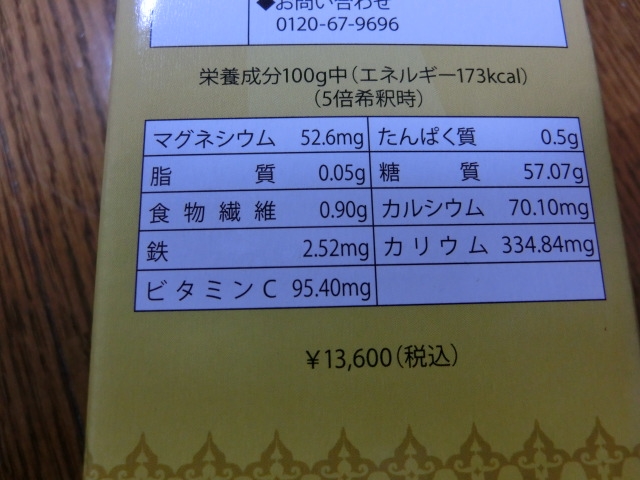 ◆お問い合わせ
0120-67-9696
栄養成分100g中（エネルギー173kcal）
（5倍希釈時）
マグネシウム 52.6mg たんぱく質 0.5g
脂質 0.05g 糖質 57.07g
食物繊維 0.90g カルシウム 70.10mg
鉄 2.52mg カリウム 334.84mg
ビタミンC 95.40mg
￥13,600（税込）